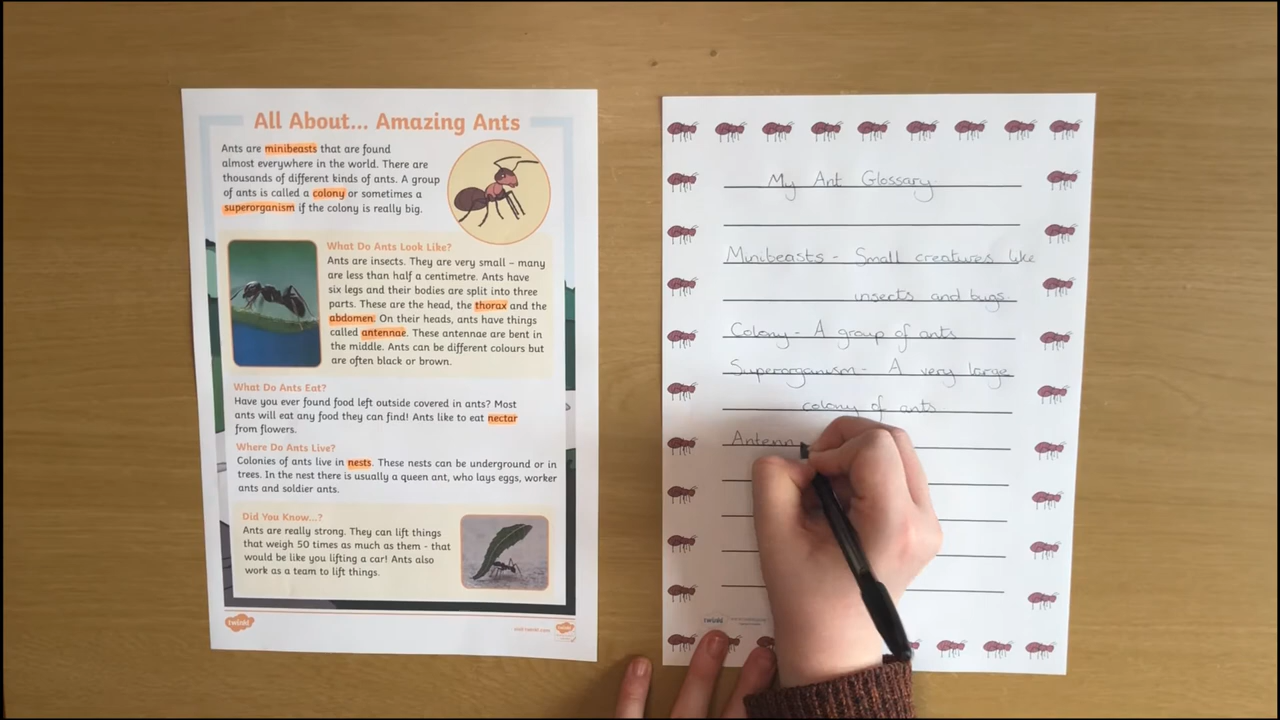 All About... Amazing Ants
Ants are minibeasts that are found
almost everywhere in the world. There are
thousands of different kinds of ants. A group
of ants is called a colony or sometimes a
superorganism if the colony is really big.
What Do Ants Look Like?
Ants are insects. They are very small – many
are less than half a centimetre. Ants have
six legs and their bodies are split into three
parts. These are the head, the thorax and the
abdomen. On their heads, ants have things
called antennae. These antennae are bent in
the middle. Ants can be different colours but
are often black or brown.
What Do Ants Eat?
Have you ever found food left outside covered in ants? Most
ants will eat any food they can find! Ants like to eat nectar
from flowers.
Where Do Ants Live?
Colonies of ants live in nests. These nests can be underground or in
trees. In the nest there is usually a queen ant, who lays eggs, worker
ants and soldier ants.
Did You Know...?
Ants are really strong. They can lift things
that weigh 50 times as much as them - that
would be like you lifting a car! Ants also
work as a team to lift things.
twinkl
visit twinkl.com
twinkl
My Ant Glossary
Minibeasts - Small creatures like
insects and bugs.
Colony - A group of ants
Superorganism - A very large
colony of ants
Antenn
twinkl